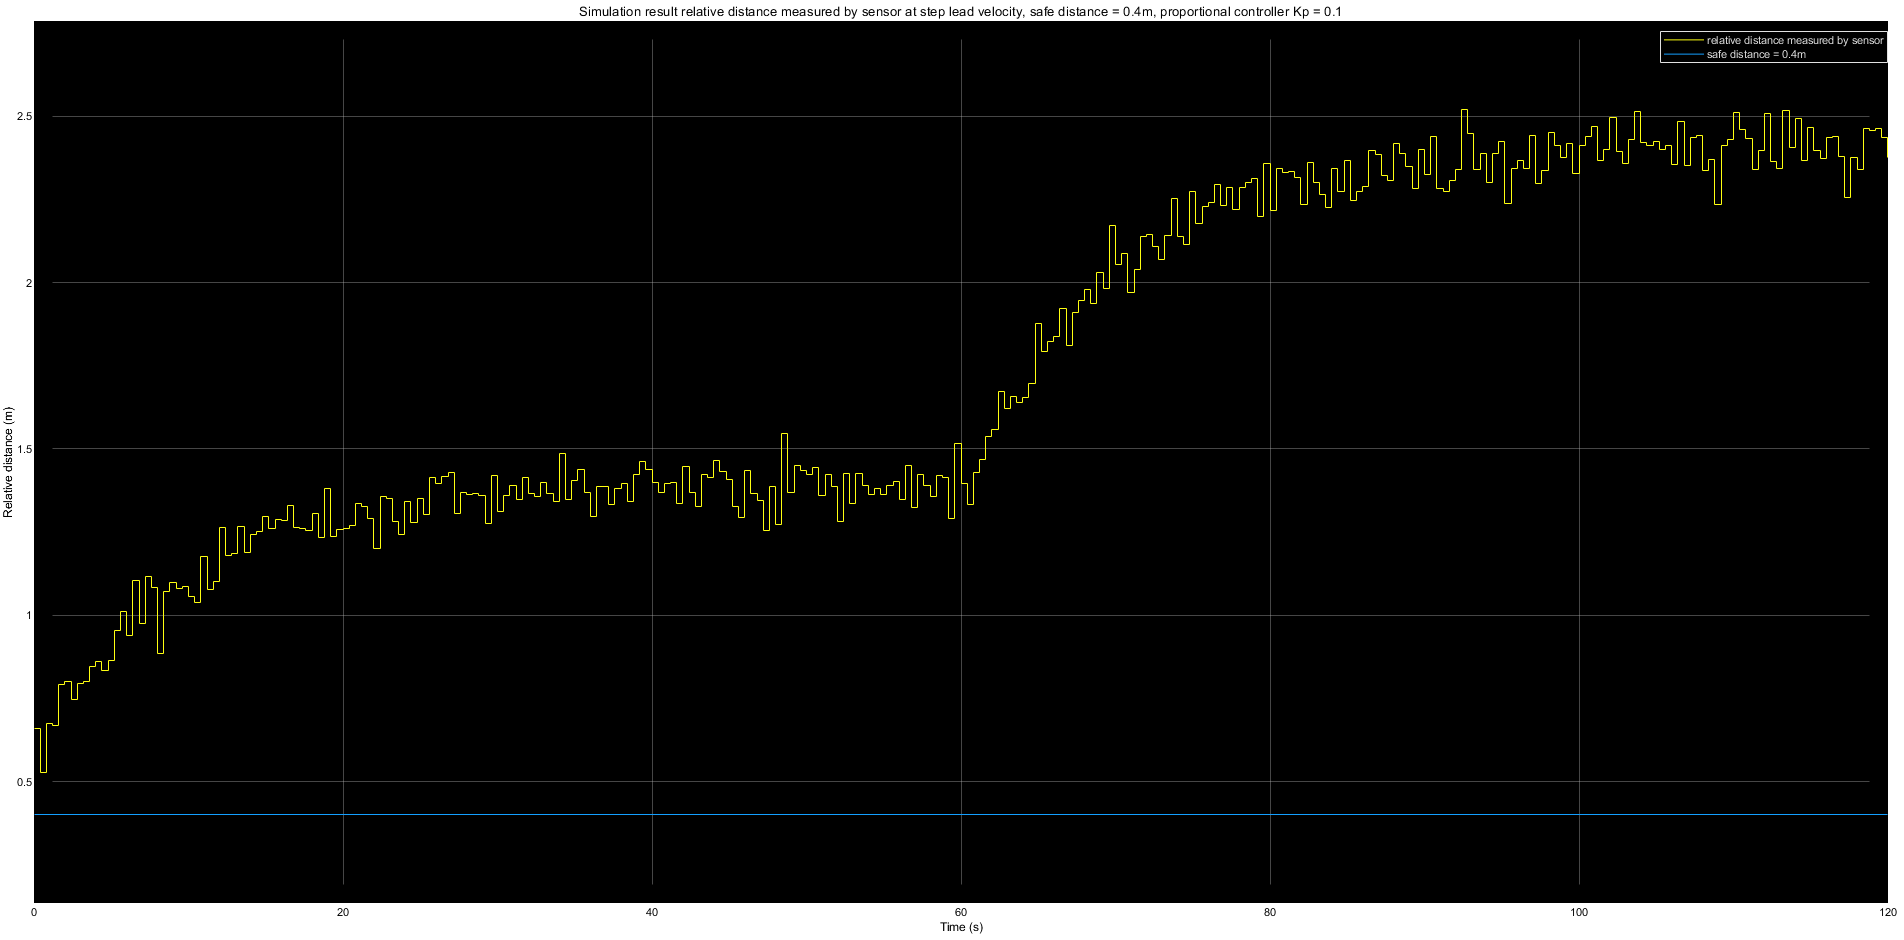 Simulation result relative distance measured by sensor at step lead velocity, safe distance = 0.4m, proportional controller Kp = 0.1
relative distance measured by sensor
safe distance = 0.4m
2.5
2
1.5
1
0.5
Relative distance (m)
0 20 40 60 80 100 120
Time (s)